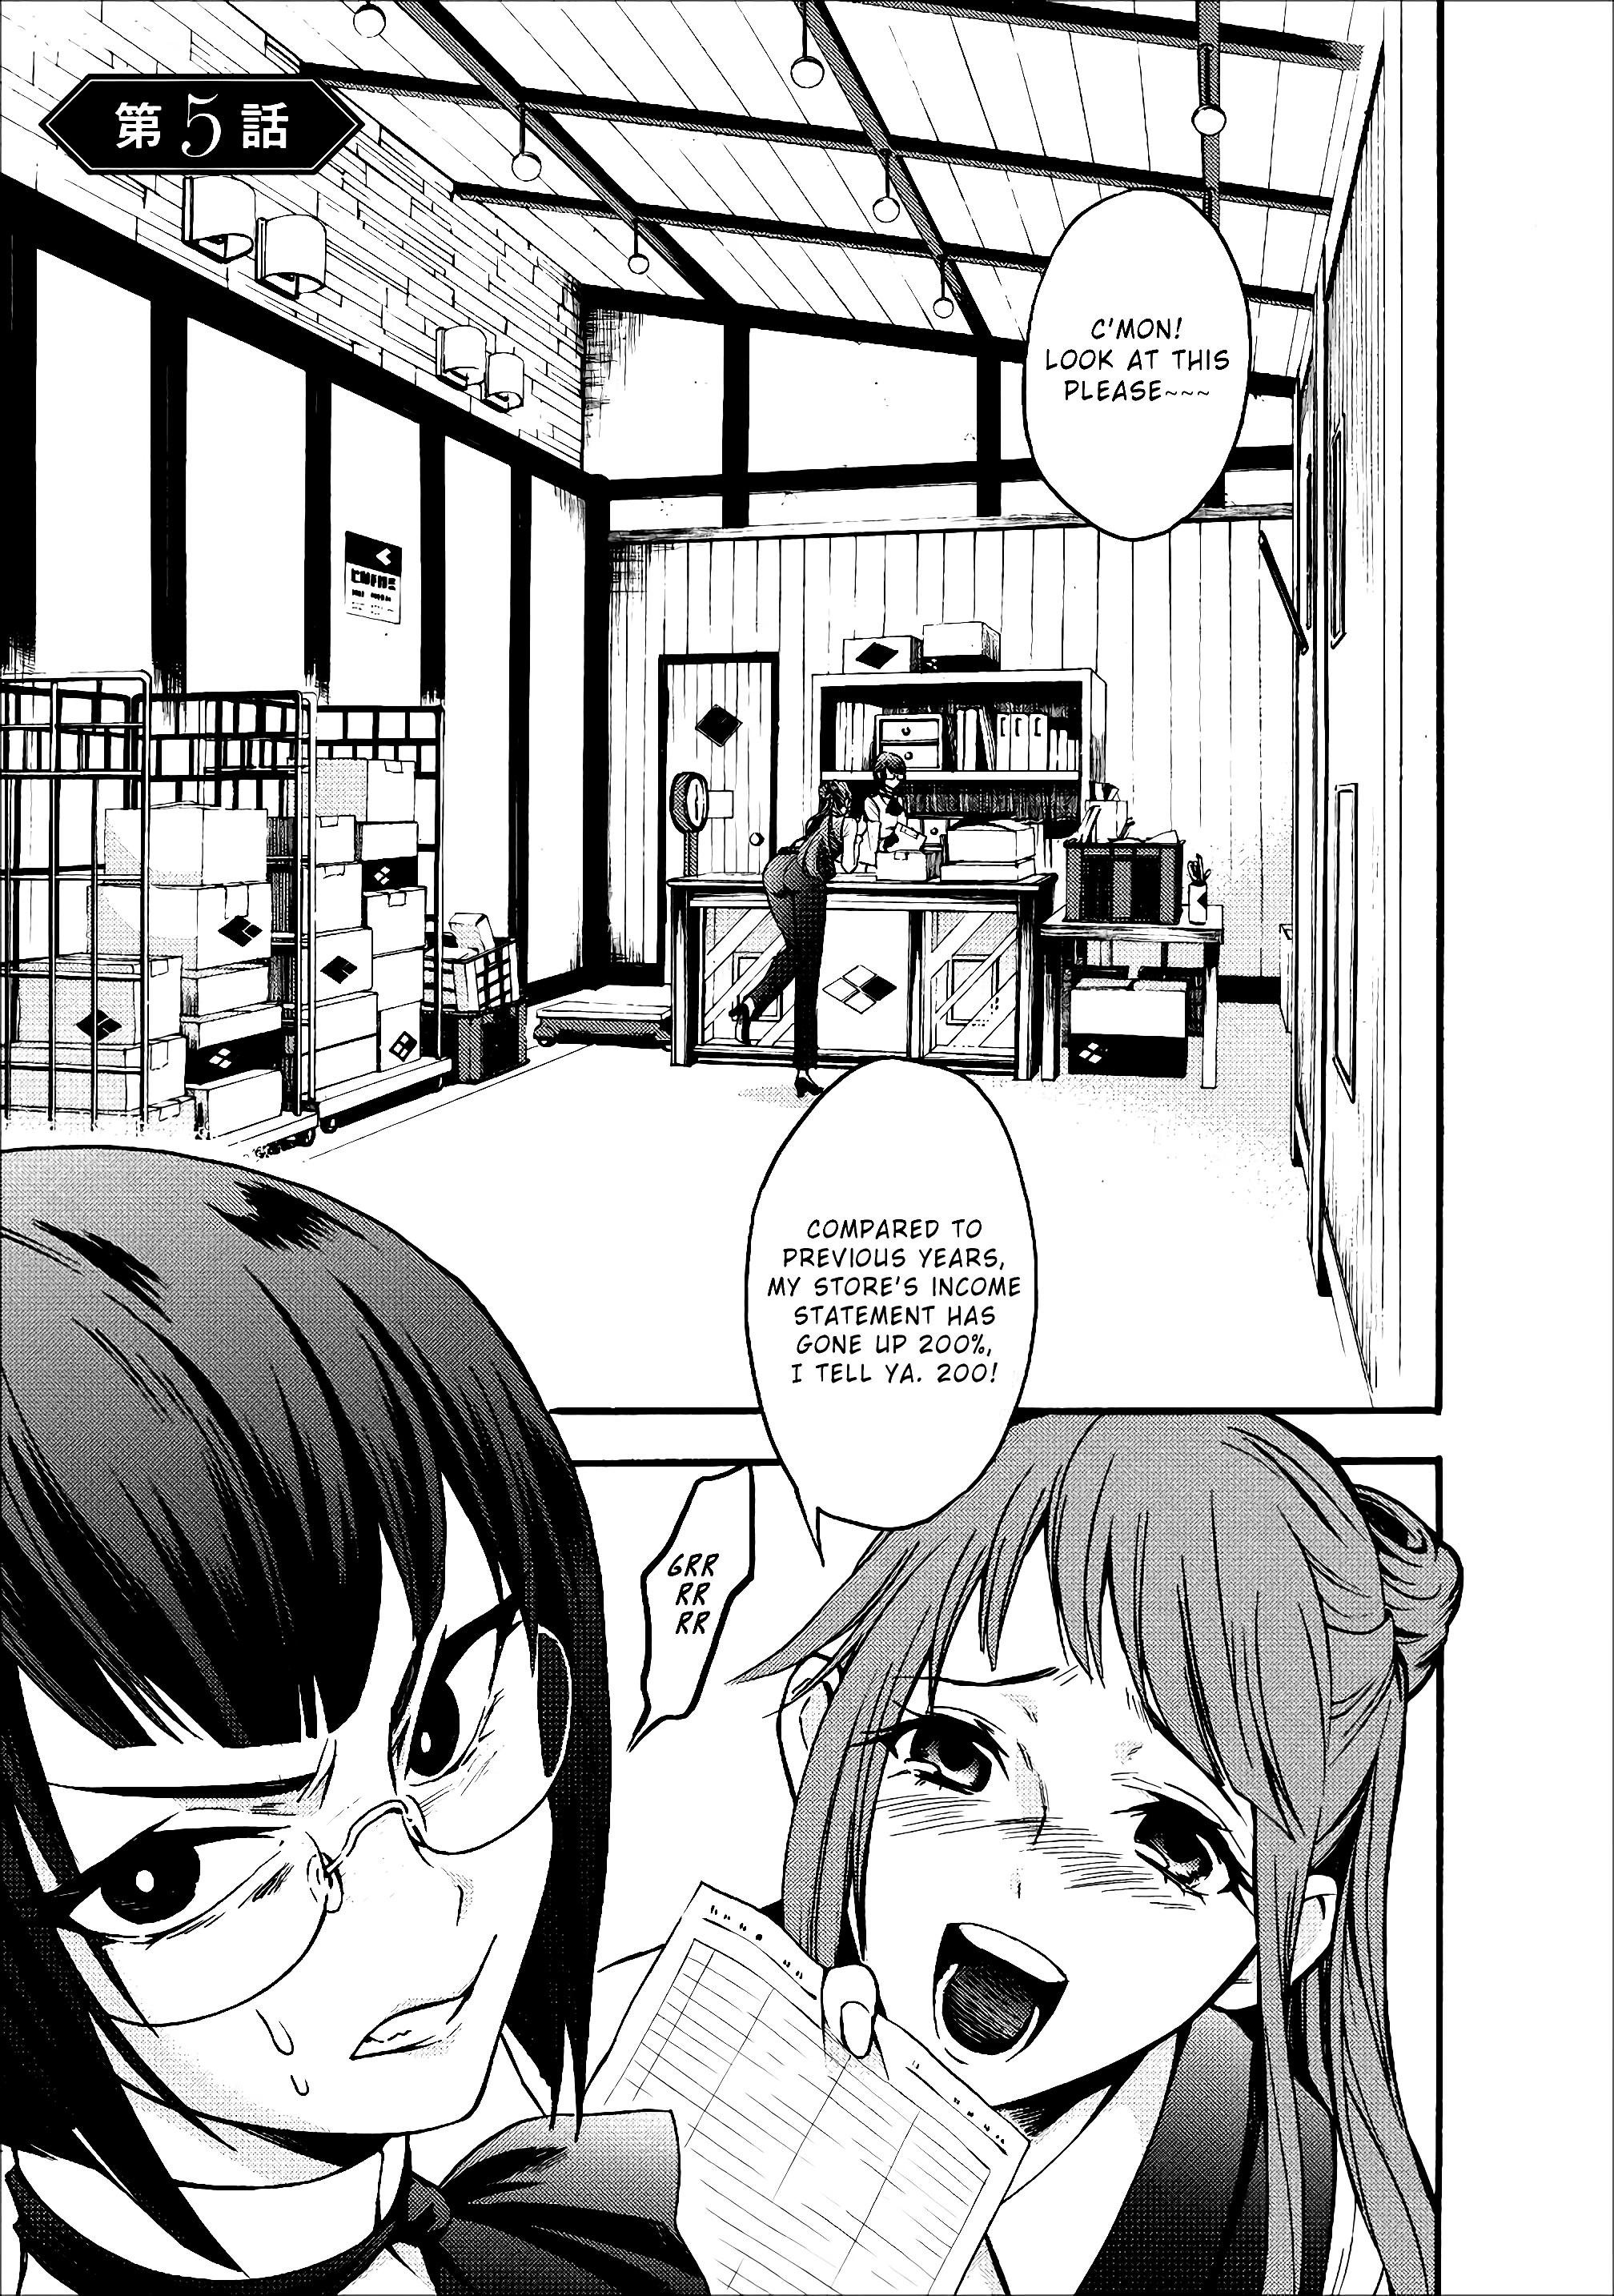 第5話
C'MON!
LOOK AT THIS
PLEASE~~~
COMPARED TO
PREVIOUS YEARS,
MY STORE'S INCOME
STATEMENT HAS
GONE UP 200%,
I TELL YA. 200!
GRR
RR
RR